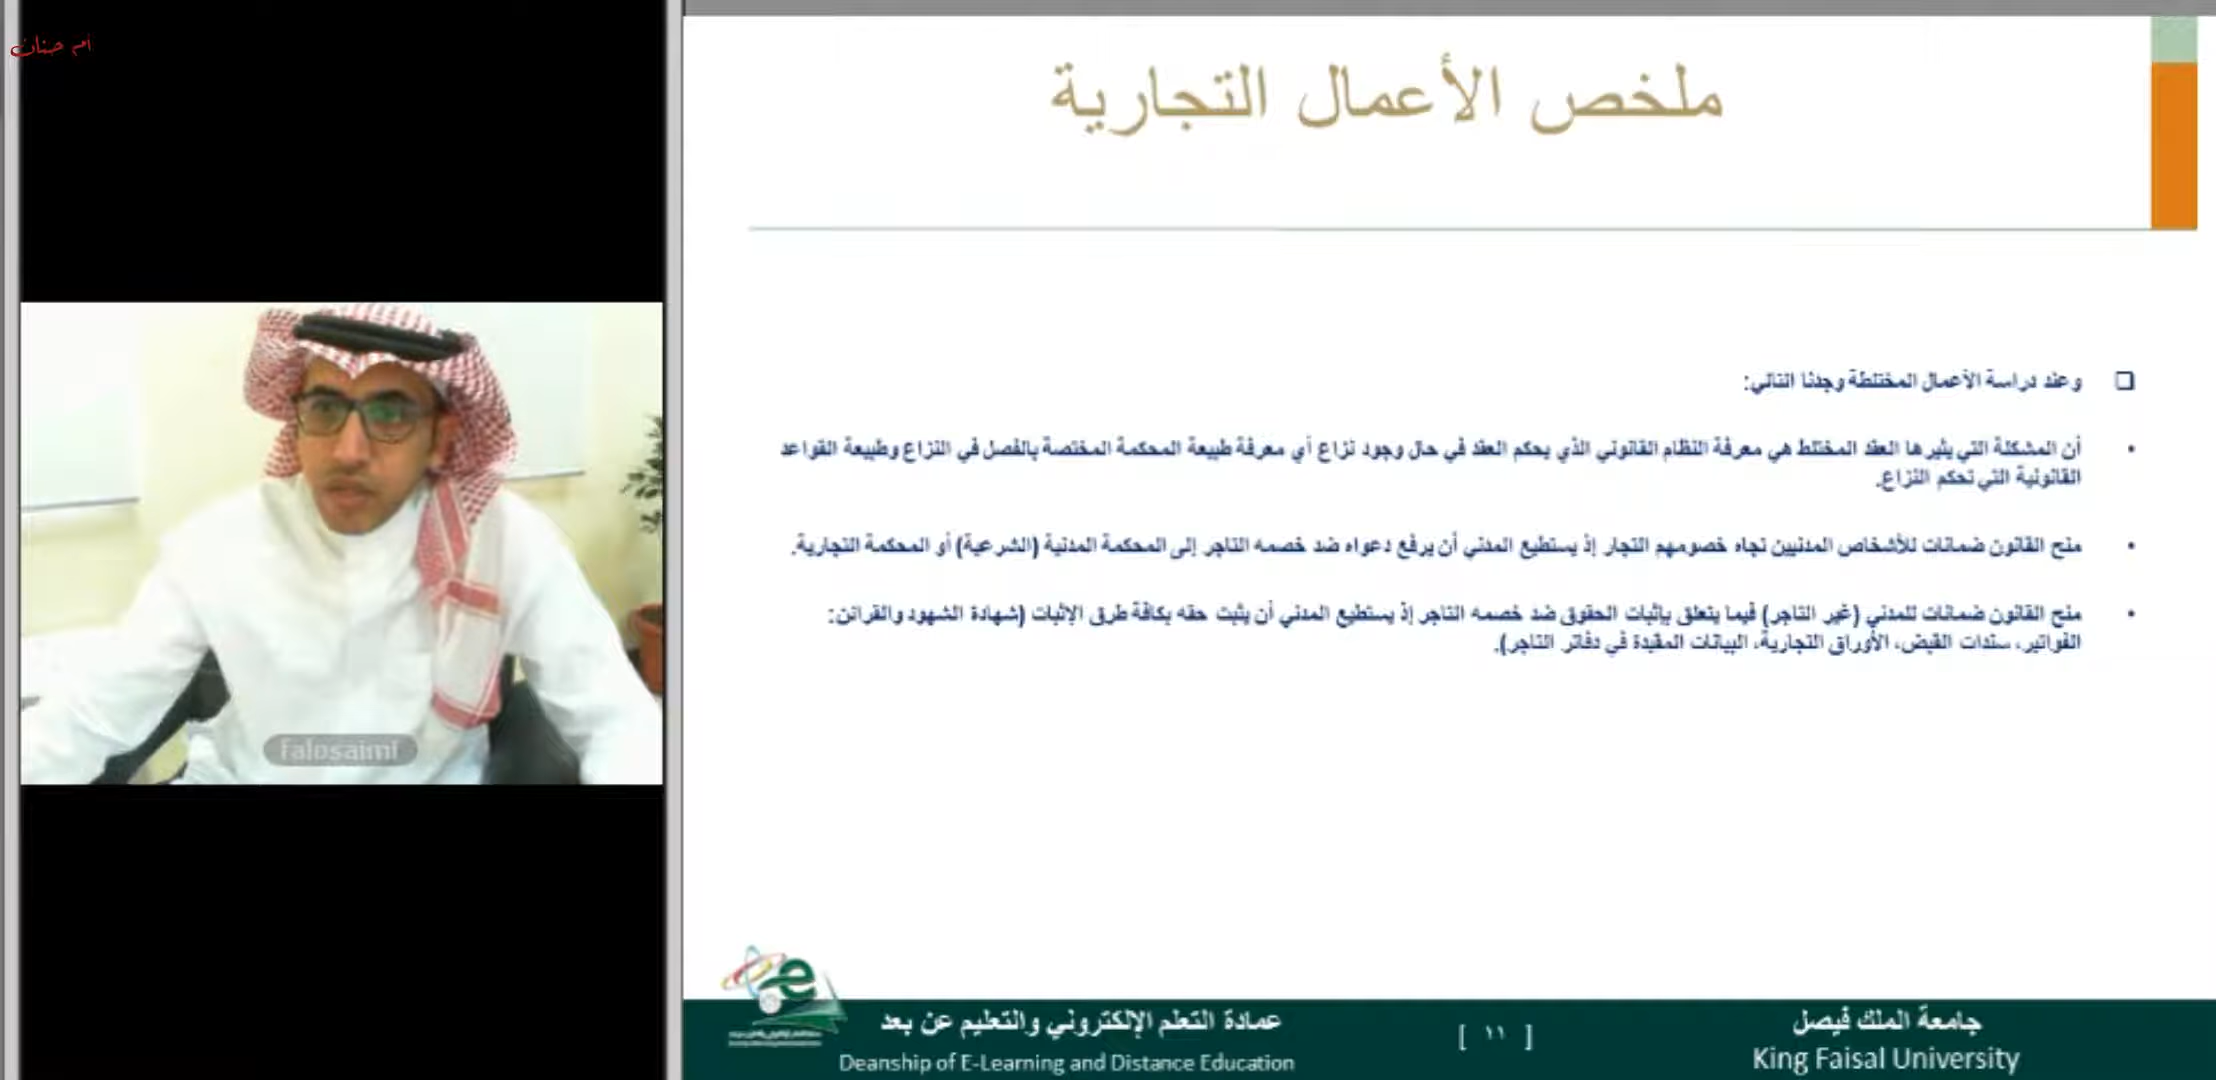 أم حنان
ملخص الأعمال التجارية
وعند دراسة الأعمال المختلطة وجدنا التالي:
أن المشكلة التي يثيرها العقد المختلط هي معرفة النظام القانوني الذي يحكم العقد في حال وجود نزاع أي معرفة طبيعة المحكمة المختصة بالفصل في النزاع وطبيعة القواعد
القانونية التي تحكم النزاع.
منح القانون ضمانات للأشخاص المدنيين تجاه خصومهم التجار إذ يستطيع المدني أن يرفع دعواه ضد خصمه التاجر إلى المحكمة المدنية (الشرعية) أو المحكمة التجارية.
منح القانون ضمانات للمدني (غير التاجر) فيما يتعلق بإثبات الحقوق ضد خصمه التاجر إذ يستطيع المدني أن يثبت حقه بكافة طرق الإثبات (شهادة الشهود والقرائن:
الفواتير، سندات القبض، الأوراق التجارية، البيانات المقيدة في دفاتر التاجر).
falosaimi
جامعة الملك فيصل
King Faisal University
[ ١١ ]
عمادة التعلم الإلكتروني والتعليم عن بعد
Deanship of E-Learning and Distance Education